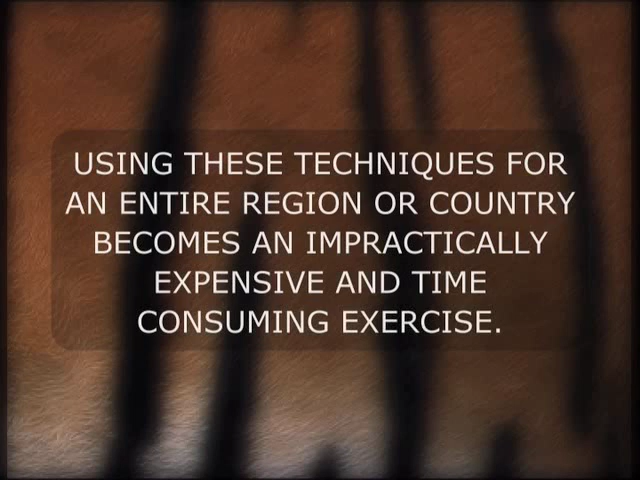 USING THESE TECHNIQUES FOR
AN ENTIRE REGION OR COUNTRY
BECOMES AN IMPRACTICALLY
EXPENSIVE AND TIME
CONSUMING EXERCISE.